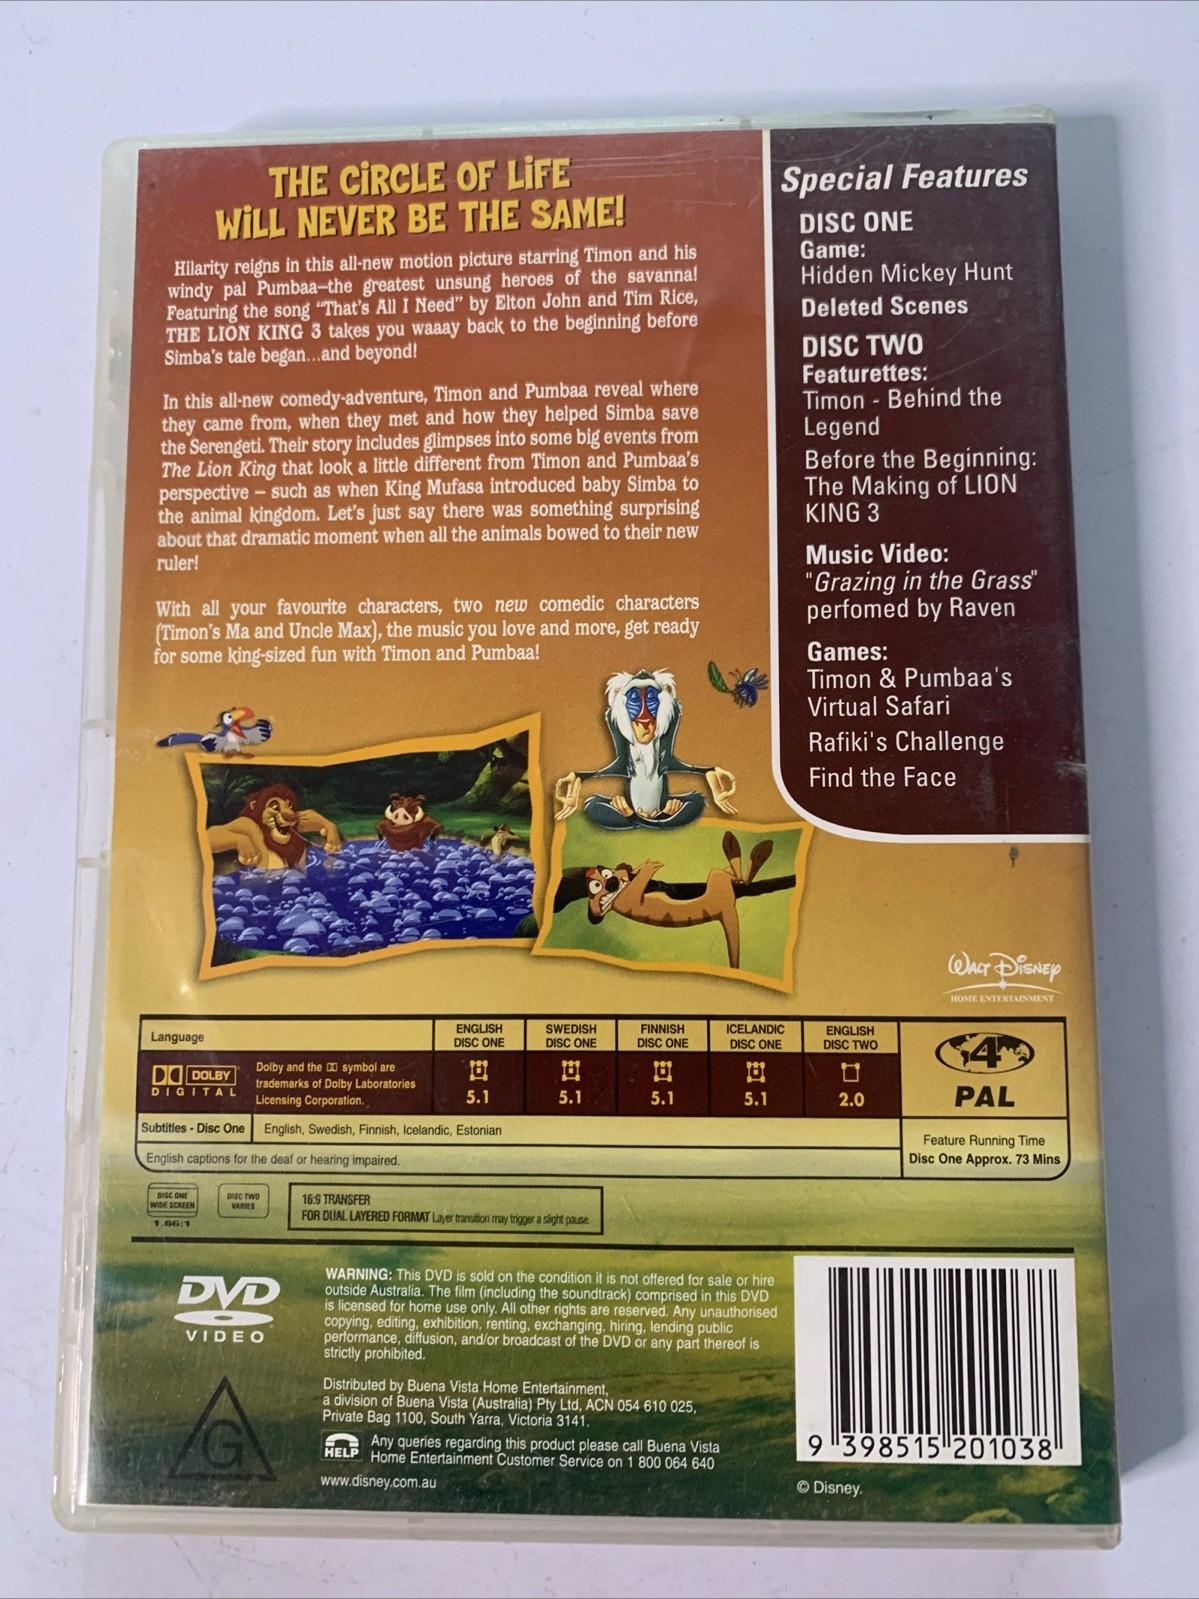 THE CiRCLE OF LiFE
WiLL NEVER BE THE SAME!
Hilarity reigns in this all-new motion picture starring Timon and his
windy pal Pumbaa–the greatest unsung heroes of the savanna!
Featuring the song "That's All I Need" by Elton John and Tim Rice,
THE LION KING 3 takes you waaay back to the beginning before
Simba's tale began...and beyond!
In this all-new comedy-adventure, Timon and Pumbaa reveal where
they came from, when they met and how they helped Simba save
the Serengeti. Their story includes glimpses into some big events from
The Lion King that look a little different from Timon and Pumbaa's
perspective – such as when King Mufasa introduced baby Simba to
the animal kingdom. Let's just say there was something surprising
about that dramatic moment when all the animals bowed to their new
ruler!
With all your favourite characters, two new comedic characters
(Timon's Ma and Uncle Max), the music you love and more, get ready
for some king-sized fun with Timon and Pumbaa!
Special Features
DISC ONE
Game:
Hidden Mickey Hunt
Deleted Scenes
DISC TWO
Featurettes:
Timon - Behind the
Legend
Before the Beginning:
The Making of LION
KING 3
Music Video:
"Grazing in the Grass"
perfomed by Raven
Games:
Timon & Pumbaa's
Virtual Safari
Rafiki's Challenge
Find the Face
WALT DISNEY
HOME ENTERTAINMENT
Language
ENGLISH DISC ONE
SWEDISH DISC ONE
FINNISH DISC ONE
ICELANDIC DISC ONE
ENGLISH DISC TWO
DOLBY
DIGITAL
Dolby and the symbol are
trademarks of Dolby Laboratories
Licensing Corporation.
5.1 5.1 5.1 5.1 2.0
4
PAL
Subtitles - Disc One English, Swedish, Finnish, Icelandic, Estonian
English captions for the deaf or hearing impaired.
Feature Running Time
Disc One Approx. 73 Mins
DISC ONE
WIDE SCREEN
1.66:1
DISC TWO
VARIES
16:9 TRANSFER
FOR DUAL LAYERED FORMAT Layer transition may trigger a slight pause.
DVD
VIDEO
WARNING: This DVD is sold on the condition it is not offered for sale or hire
outside Australia. The film (including the soundtrack) comprised in this DVD
is licensed for home use only. All other rights are reserved. Any unauthorised
copying, editing, exhibition, renting, exchanging, hiring, lending public
performance, diffusion, and/or broadcast of the DVD or any part thereof is
strictly prohibited.
Distributed by Buena Vista Home Entertainment,
a division of Buena Vista (Australia) Pty Ltd, ACN 054 610 025,
Private Bag 1100, South Yarra, Victoria 3141.
HELP
Any queries regarding this product please call Buena Vista
Home Entertainment Customer Service on 1 800 064 640
www.disney.com.au
G
9 398515 201038
© Disney.